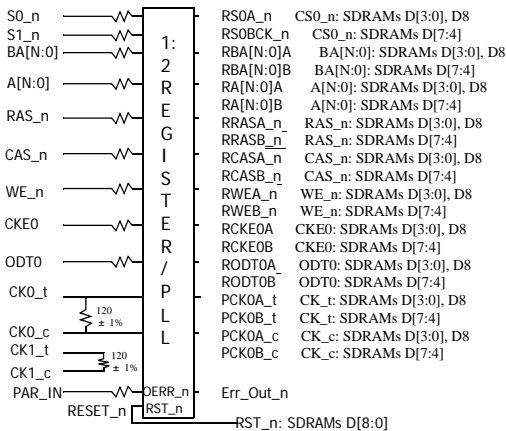 S0_n
S1_n
BA[N:0]
A[N:0]
RAS_n
CAS_n
WE_n
CKE0
ODT0
CK0_t
120
± 1%
CK0_c
CK1_t
120
± 1%
CK1_c
PAR_IN
RESET_n
1:
2
R
E
G
I
S
T
E
R
/
P
L
L
OERR_n
RST_n
RS0A_n CS0_n: SDRAMs D[3:0], D8
RS0BCK_n CS0_n: SDRAMs D[7:4]
RBA[N:0]A BA[N:0]: SDRAMs D[3:0], D8
RBA[N:0]B BA[N:0]: SDRAMs D[7:4]
RA[N:0]A A[N:0]: SDRAMs D[3:0], D8
RA[N:0]B A[N:0]: SDRAMs D[7:4]
RRASA_n RAS_n: SDRAMs D[3:0], D8
RRASB_n RAS_n: SDRAMs D[7:4]
RCASA_n CAS_n: SDRAMs D[3:0], D8
RCASB_n CAS_n: SDRAMs D[7:4]
RWEA_n WE_n: SDRAMs D[3:0], D8
RWEB_n WE_n: SDRAMs D[7:4]
RCKE0A CKE0: SDRAMs D[3:0], D8
RCKE0B CKE0: SDRAMs D[7:4]
RODT0A ODT0: SDRAMs D[3:0], D8
RODT0B ODT0: SDRAMs D[7:4]
PCK0A_t CK_t: SDRAMs D[3:0], D8
PCK0B_t CK_t: SDRAMs D[7:4]
PCK0A_c CK_c: SDRAMs D[3:0], D8
PCK0B_c CK_c: SDRAMs D[7:4]
Err_Out_n
RST_n: SDRAMs D[8:0]